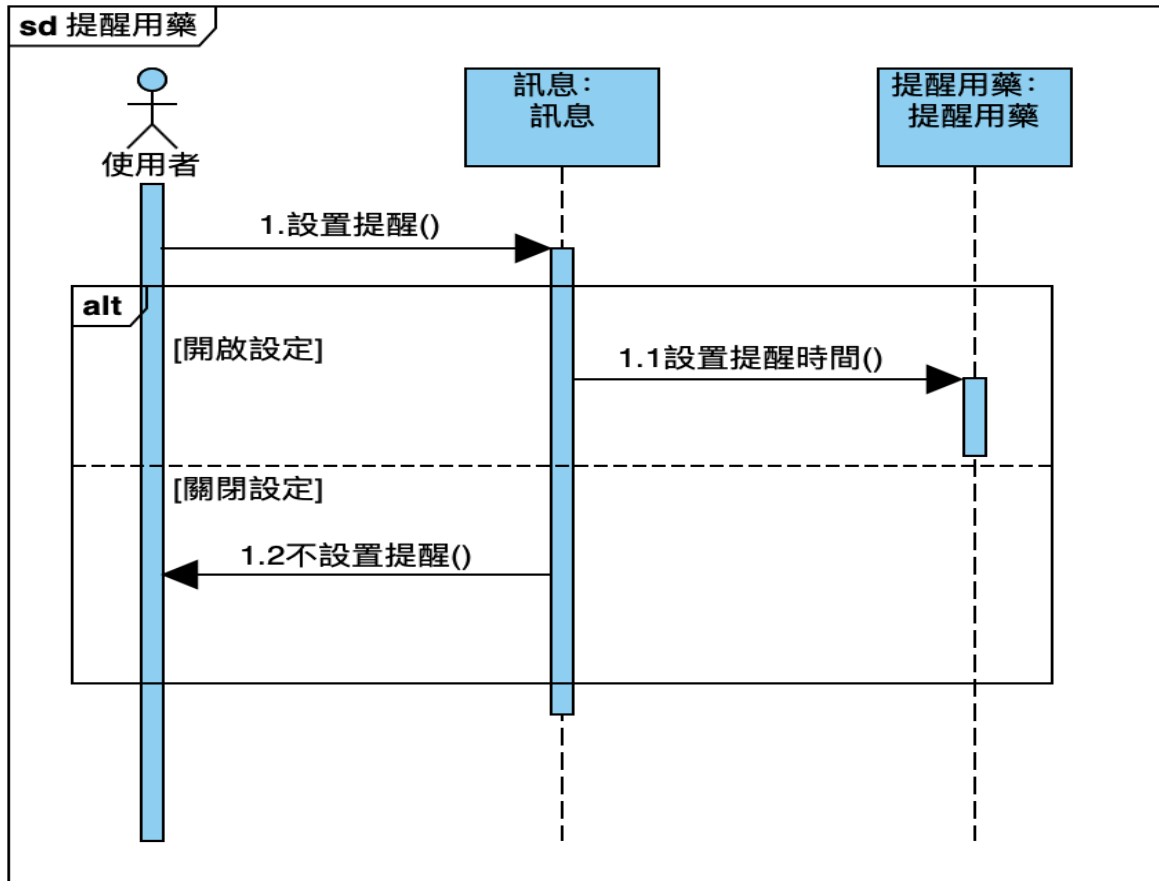 sd 提醒用藥
訊息：
訊息
提醒用藥：
提醒用藥
使用者
1.設置提醒()
alt
[開啟設定]
1.1設置提醒時間()
[關閉設定]
1.2不設置提醒()